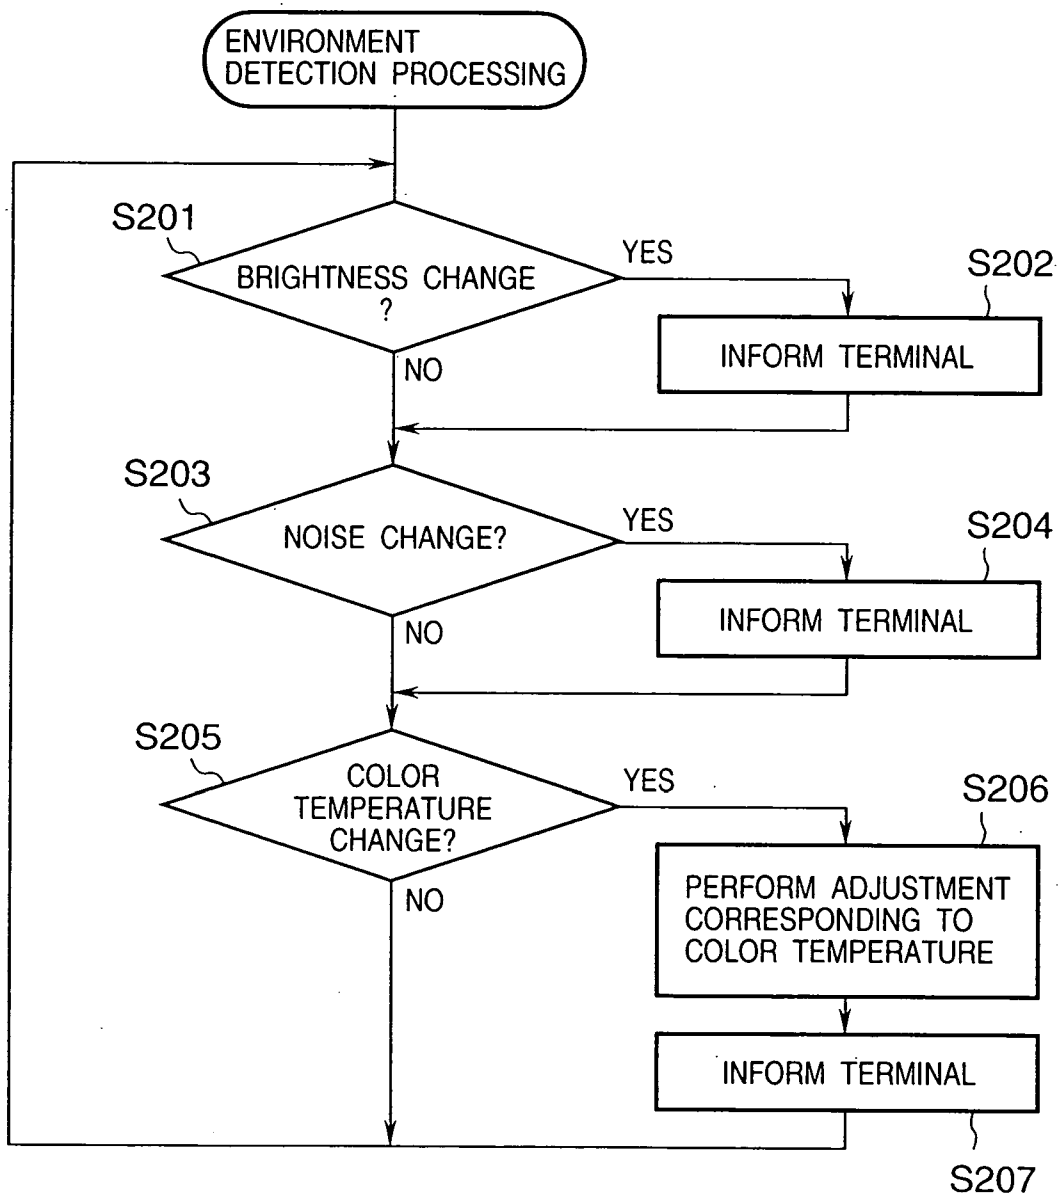 ENVIRONMENT
DETECTION PROCESSING
S201
BRIGHTNESS CHANGE
?
YES
S202
INFORM TERMINAL
NO
S203
NOISE CHANGE?
YES
S204
INFORM TERMINAL
NO
S205
COLOR
TEMPERATURE
CHANGE?
YES
S206
PERFORM ADJUSTMENT
CORRESPONDING TO
COLOR TEMPERATURE
NO
INFORM TERMINAL
S207